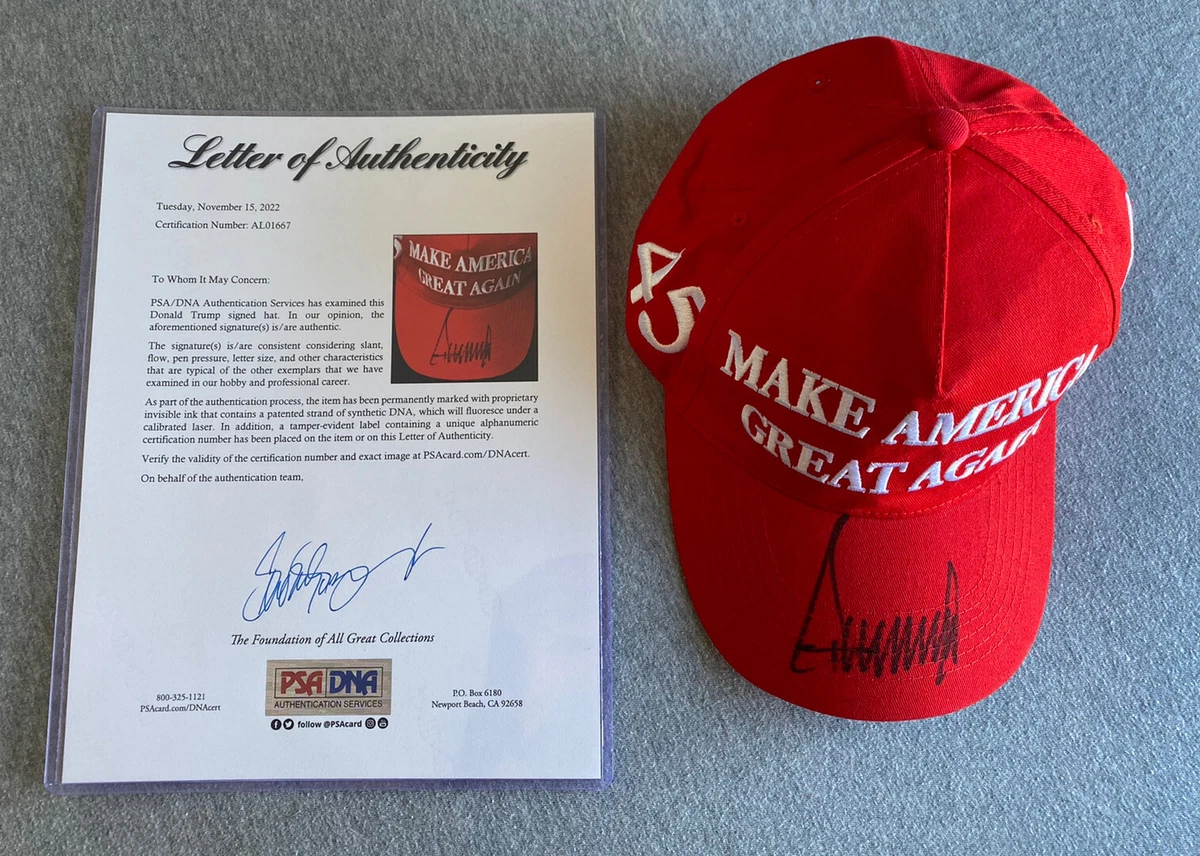 Letter of Authenticity
Tuesday, November 15, 2022
Certification Number: AL01667
MAKE AMERICA
GREAT AGAIN
To Whom It May Concern:
PSA/DNA Authentication Services has examined this
Donald Trump signed hat. In our opinion, the
aforementioned signature(s) is/are authentic.
The signature(s) is/are consistent considering slant,
flow, pen pressure, letter size, and other characteristics
that are typical of the other exemplars that we have
examined in our hobby and professional career.
As part of the authentication process, the item has been permanently marked with proprietary
invisible ink that contains a patented strand of synthetic DNA, which will fluoresce under a
calibrated laser. In addition, a tamper-evident label containing a unique alphanumeric
certification number has been placed on the item or on this Letter of Authenticity.
Verify the validity of the certification number and exact image at PSAcard.com/DNAcert.
On behalf of the authentication team,
The Foundation of All Great Collections
PSA DNA
AUTHENTICATION SERVICES
800-325-1121
PSAcard.com/DNAcert
P.O. Box 6180
Newport Beach, CA 92658
follow @PSAcard
45
MAKE AMERICA
GREAT AGAIN